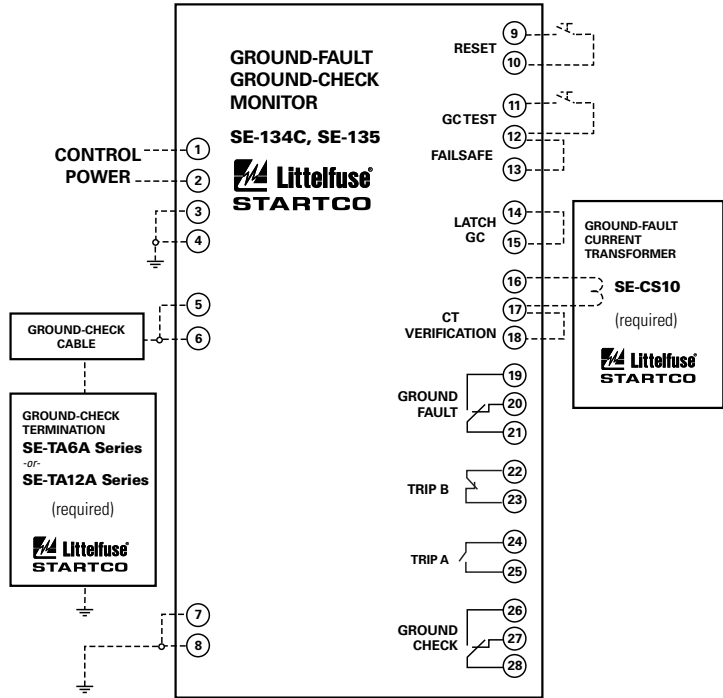 GROUND-FAULT
GROUND-CHECK
MONITOR
SE-134C, SE-135
Littelfuse®
STARTCO
CONTROL
POWER
1
2
3
4
5
6
GROUND-CHECK
CABLE
GROUND-CHECK
TERMINATION
SE-TA6A Series
-or-
SE-TA12A Series
(required)
Littelfuse®
STARTCO
7
8
RESET
9
10
GC TEST
11
12
FAILSAFE
13
LATCH
GC
14
15
16
17
CT
VERIFICATION
18
GROUND-FAULT
CURRENT
TRANSFORMER
SE-CS10
(required)
Littelfuse®
STARTCO
GROUND
FAULT
19
20
21
TRIP B
22
23
TRIP A
24
25
GROUND
CHECK
26
27
28